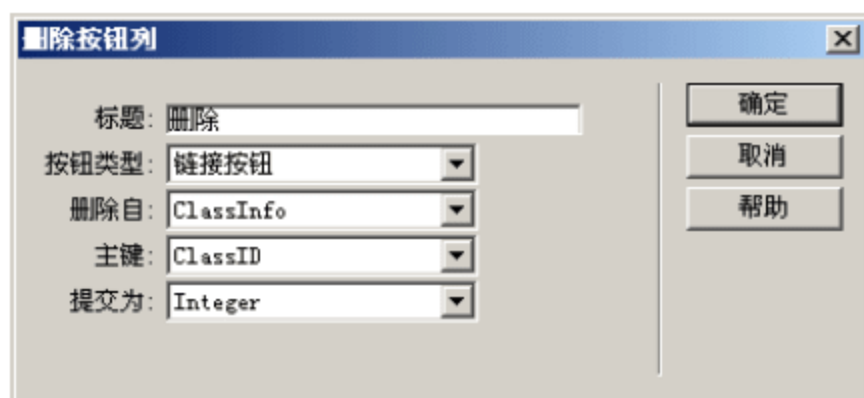 删除按钮列
标题: 删除
按钮类型: 链接按钮
删除自: ClassInfo
主键: ClassID
提交为: Integer
确定
取消
帮助